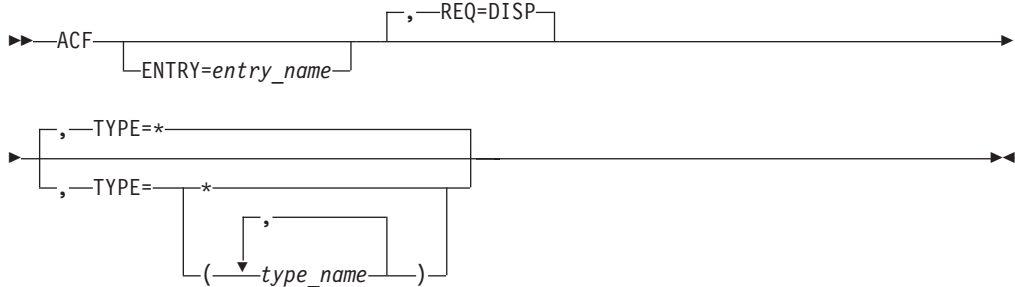 , REQ=DISP
ACF
ENTRY=entry_name
, TYPE=*
, TYPE= *
,
( type_name )